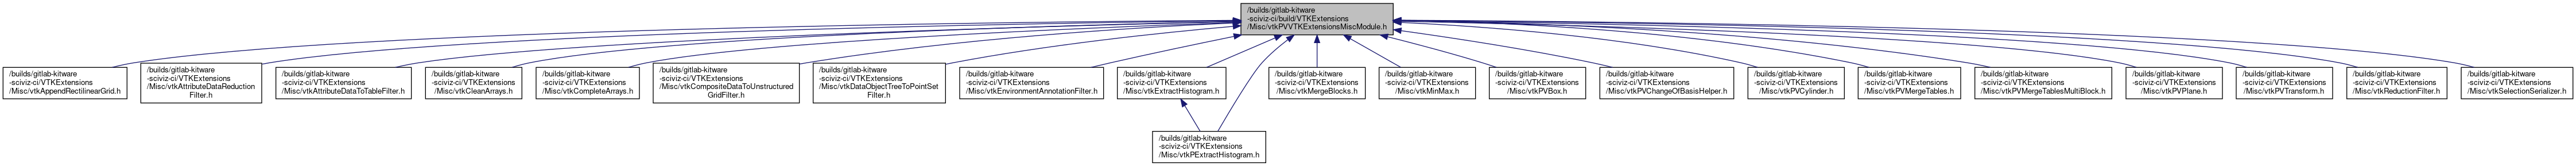 /builds/gitlab-kitware
-sciviz-ci/build/VTKExtensions
/Misc/vtkPVVTKExtensionsMiscModule.h
/builds/gitlab-kitware
-sciviz-ci/VTKExtensions
/Misc/vtkAppendRectilinearGrid.h
/builds/gitlab-kitware
-sciviz-ci/VTKExtensions
/Misc/vtkAttributeDataReduction
Filter.h
/builds/gitlab-kitware
-sciviz-ci/VTKExtensions
/Misc/vtkAttributeDataToTableFilter.h
/builds/gitlab-kitware
-sciviz-ci/VTKExtensions
/Misc/vtkCleanArrays.h
/builds/gitlab-kitware
-sciviz-ci/VTKExtensions
/Misc/vtkCompleteArrays.h
/builds/gitlab-kitware
-sciviz-ci/VTKExtensions
/Misc/vtkCompositeDataToUnstructured
GridFilter.h
/builds/gitlab-kitware
-sciviz-ci/VTKExtensions
/Misc/vtkDataObjectTreeToPointSet
Filter.h
/builds/gitlab-kitware
-sciviz-ci/VTKExtensions
/Misc/vtkEnvironmentAnnotationFilter.h
/builds/gitlab-kitware
-sciviz-ci/VTKExtensions
/Misc/vtkExtractHistogram.h
/builds/gitlab-kitware
-sciviz-ci/VTKExtensions
/Misc/vtkMergeBlocks.h
/builds/gitlab-kitware
-sciviz-ci/VTKExtensions
/Misc/vtkMinMax.h
/builds/gitlab-kitware
-sciviz-ci/VTKExtensions
/Misc/vtkPVBox.h
/builds/gitlab-kitware
-sciviz-ci/VTKExtensions
/Misc/vtkPVChangeOfBasisHelper.h
/builds/gitlab-kitware
-sciviz-ci/VTKExtensions
/Misc/vtkPVCylinder.h
/builds/gitlab-kitware
-sciviz-ci/VTKExtensions
/Misc/vtkPVMergeTables.h
/builds/gitlab-kitware
-sciviz-ci/VTKExtensions
/Misc/vtkPVMergeTablesMultiBlock.h
/builds/gitlab-kitware
-sciviz-ci/VTKExtensions
/Misc/vtkPVPlane.h
/builds/gitlab-kitware
-sciviz-ci/VTKExtensions
/Misc/vtkPVTransform.h
/builds/gitlab-kitware
-sciviz-ci/VTKExtensions
/Misc/vtkReductionFilter.h
/builds/gitlab-kitware
-sciviz-ci/VTKExtensions
/Misc/vtkSelectionSerializer.h
/builds/gitlab-kitware
-sciviz-ci/VTKExtensions
/Misc/vtkPExtractHistogram.h